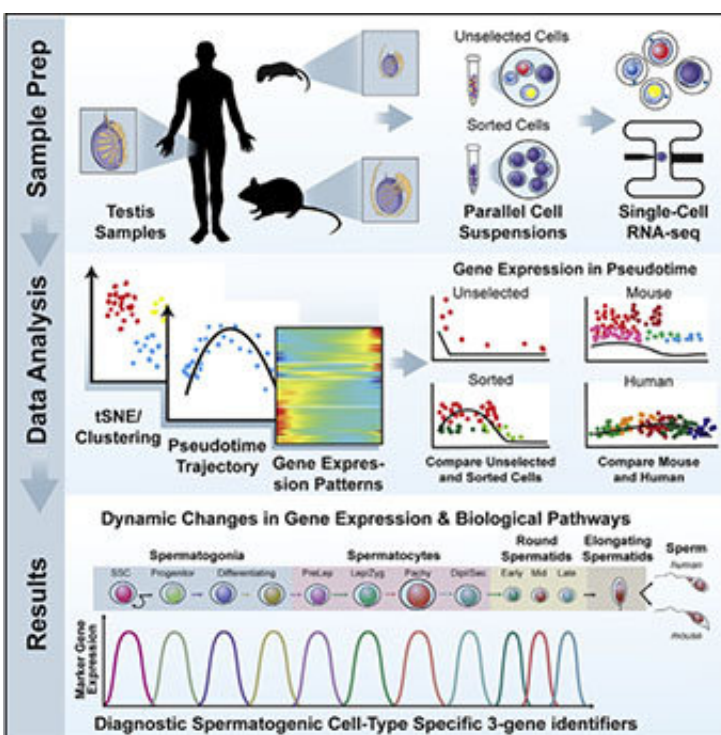 Sample Prep
Unselected Cells
Sorted Cells
Testis
Samples
Parallel Cell
Suspensions
Single-Cell
RNA-seq
Data Analysis
tSNE/
Clustering
Pseudotime
Trajectory
Gene Expres-
sion Patterns
Gene Expression in Pseudotime
Unselected
Mouse
Sorted
Human
Compare Unselected
and Sorted Cells
Compare Mouse
and Human
Results
Dynamic Changes in Gene Expression & Biological Pathways
Spermatogonia
Spermatocytes
Round
Spermatids
Elongating
Spermatids
Sperm
SSC
Progenitor
Differentiating
PreLep
Lep/Zyg
Pachy
Dipl/Sec
Early
Mid
Late
human
mouse
Marker Gene
Expression
Diagnostic Spermatogenic Cell-Type Specific 3-gene identifiers